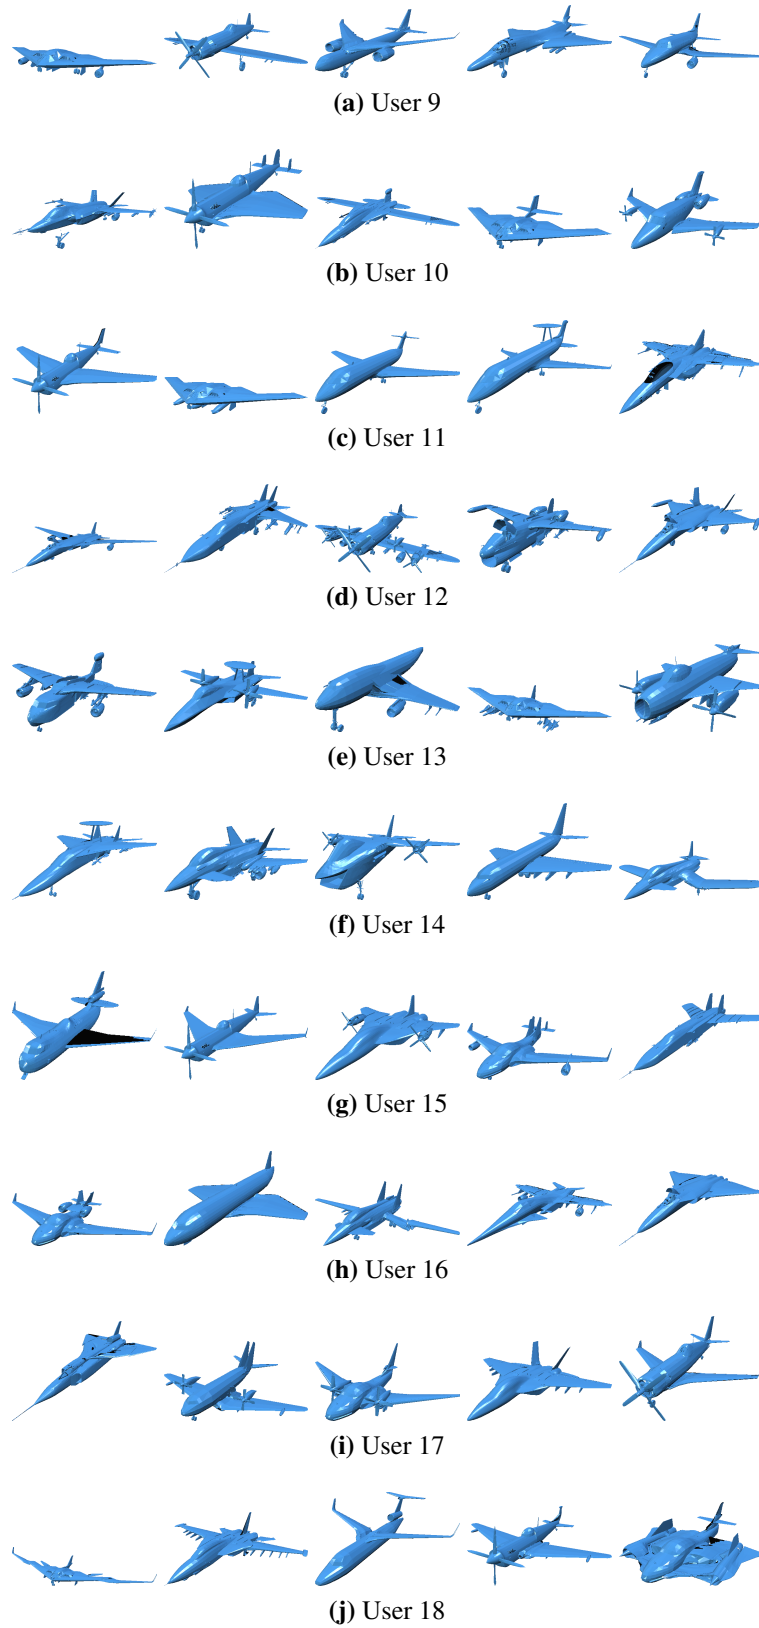 (a) User 9
(b) User 10
(c) User 11
(d) User 12
(e) User 13
(f) User 14
(g) User 15
(h) User 16
(i) User 17
(j) User 18